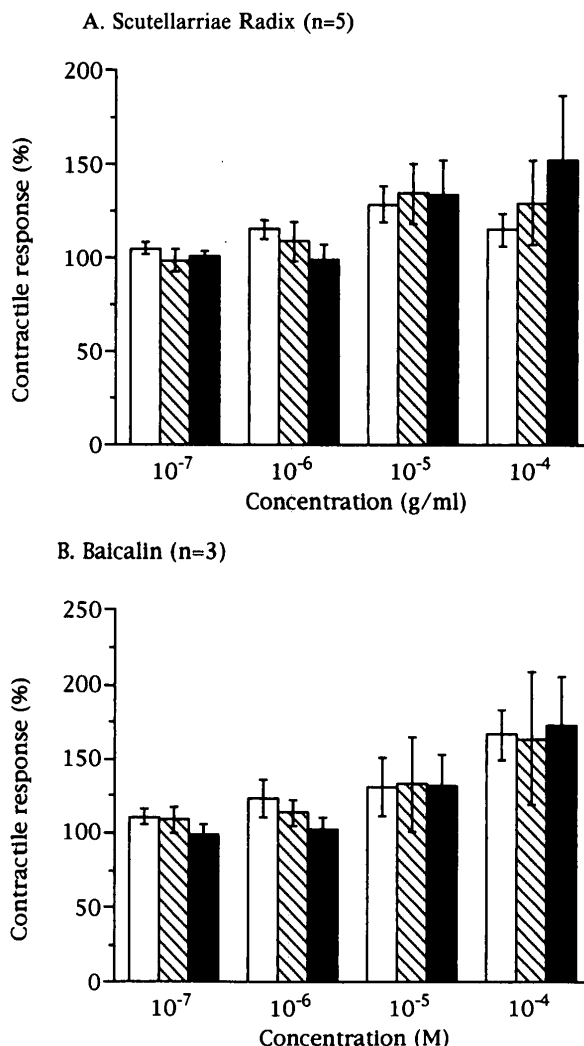 A. Scutellarriae Radix (n=5)
200
150
100
50
0
Contractile response (%)
10⁻⁷ 10⁻⁶ 10⁻⁵ 10⁻⁴
Concentration (g/ml)
B. Baicalin (n=3)
250
200
150
100
50
0
Contractile response (%)
10⁻⁷ 10⁻⁶ 10⁻⁵ 10⁻⁴
Concentration (M)